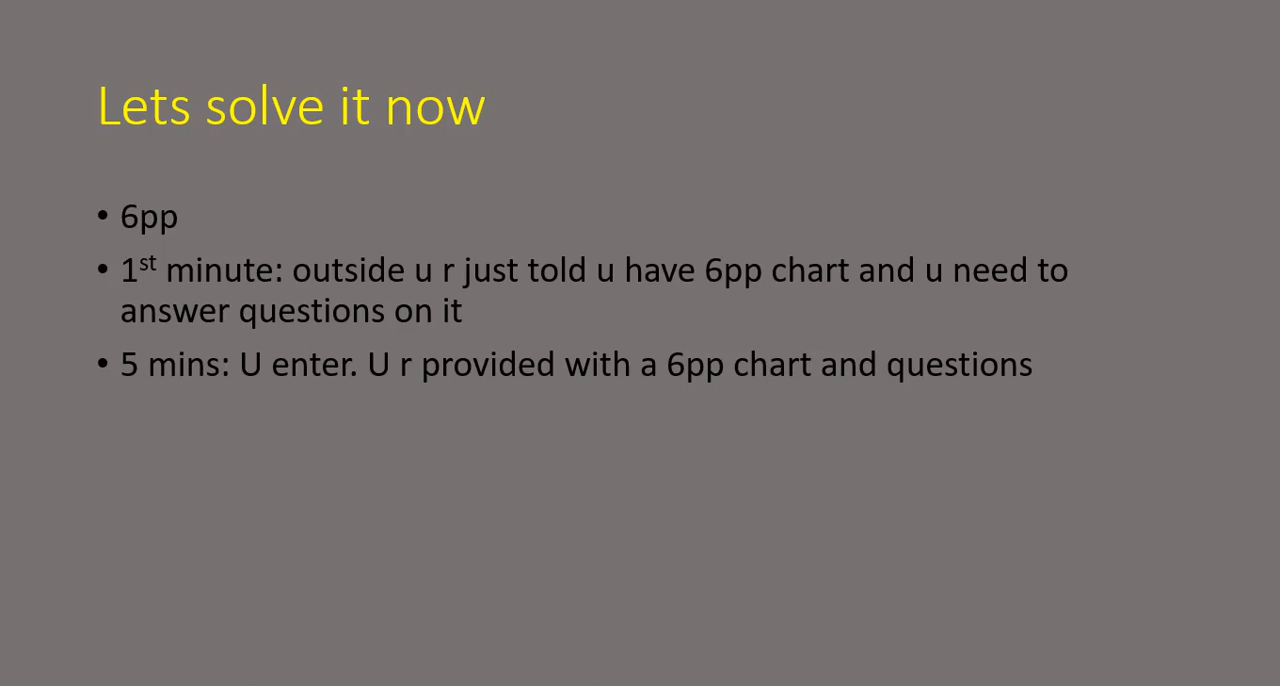 Lets solve it now
• 6pp
• 1st minute: outside u r just told u have 6pp chart and u need to
answer questions on it
• 5 mins: U enter. U r provided with a 6pp chart and questions